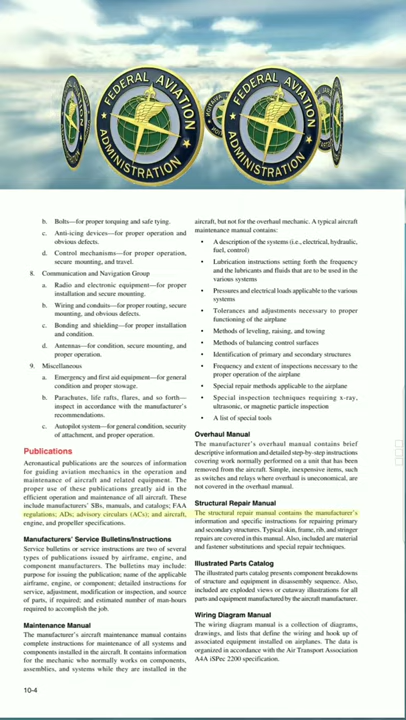 FEDERAL AVIATION
ADMINISTRATION
FEDERAL AVIATION
ADMINISTRATION
b. Bolts—for proper torquing and safe tying.
c. Anti-icing devices—for proper operation and
obvious defects.
d. Control mechanisms—for proper operation,
secure mounting, and travel.
8. Communication and Navigation Group
a. Radio and electronic equipment—for proper
installation and secure mounting.
b. Wiring and conduits—for proper routing, secure
mounting, and obvious defects.
c. Bonding and shielding—for proper installation
and condition.
d. Antennas—for condition, secure mounting, and
proper operation.
9. Miscellaneous
a. Emergency and first aid equipment—for general
condition and proper stowage.
b. Parachutes, life rafts, flares, and so forth—
inspect in accordance with the manufacturer's
recommendations.
c. Autopilot system—for general condition, security
of attachment, and proper operation.
Publications
Aeronautical publications are the sources of information
for guiding aviation mechanics in the operation and
maintenance of aircraft and related equipment. The
proper use of these publications greatly aid in the
efficient operation and maintenance of all aircraft. These
include manufacturers' SBs, manuals, and catalogs; FAA
regulations; ADs; advisory circulars (ACs); and aircraft,
engine, and propeller specifications.
Manufacturers' Service Bulletins/Instructions
Service bulletins or service instructions are two of several
types of publications issued by airframe, engine, and
component manufacturers. The bulletins may include:
purpose for issuing the publication; name of the applicable
airframe, engine, or component; detailed instructions for
service, adjustment, modification or inspection, and source
of parts, if required; and estimated number of man-hours
required to accomplish the job.
Maintenance Manual
The manufacturer's aircraft maintenance manual contains
complete instructions for maintenance of all systems and
components installed in the aircraft. It contains information
for the mechanic who normally works on components,
assemblies, and systems while they are installed in the
aircraft, but not for the overhaul mechanic. A typical aircraft
maintenance manual contains:
• A description of the systems (i.e., electrical, hydraulic,
fuel, control)
• Lubrication instructions setting forth the frequency
and the lubricants and fluids that are to be used in the
various systems
• Pressures and electrical loads applicable to the various
systems
• Tolerances and adjustments necessary to proper
functioning of the airplane
• Methods of leveling, raising, and towing
• Methods of balancing control surfaces
• Identification of primary and secondary structures
• Frequency and extent of inspections necessary to the
proper operation of the airplane
• Special repair methods applicable to the airplane
• Special inspection techniques requiring x-ray,
ultrasonic, or magnetic particle inspection
• A list of special tools
Overhaul Manual
The manufacturer's overhaul manual contains brief
descriptive information and detailed step-by-step instructions
covering work normally performed on a unit that has been
removed from the aircraft. Simple, inexpensive items, such
as switches and relays where overhaul is uneconomical, are
not covered in the overhaul manual.
Structural Repair Manual
The structural repair manual contains the manufacturer's
information and specific instructions for repairing primary
and secondary structures. Typical skin, frame, rib, and stringer
repairs are covered in this manual. Also, included are material
and fastener substitutions and special repair techniques.
Illustrated Parts Catalog
The illustrated parts catalog presents component breakdowns
of structure and equipment in disassembly sequence. Also,
included are exploded views or cutaway illustrations for all
parts and equipment manufactured by the aircraft manufacturer.
Wiring Diagram Manual
The wiring diagram manual is a collection of diagrams,
drawings, and lists that define the wiring and hook up of
associated equipment installed on airplanes. The data is
organized in accordance with the Air Transport Association
A4A iSPec 2200 specification.
10-4